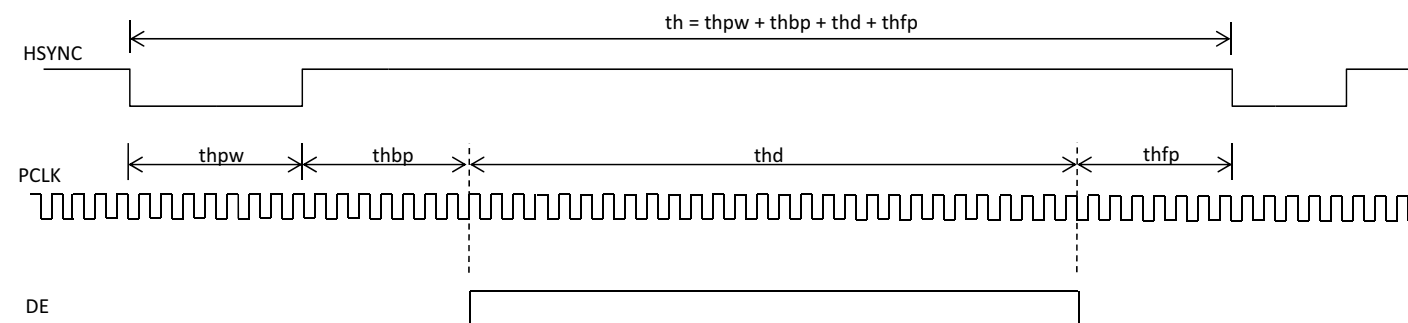 th = thpw + thbp + thd + thfp
HSYNC
thpw thbp thd thfp
PCLK
DE